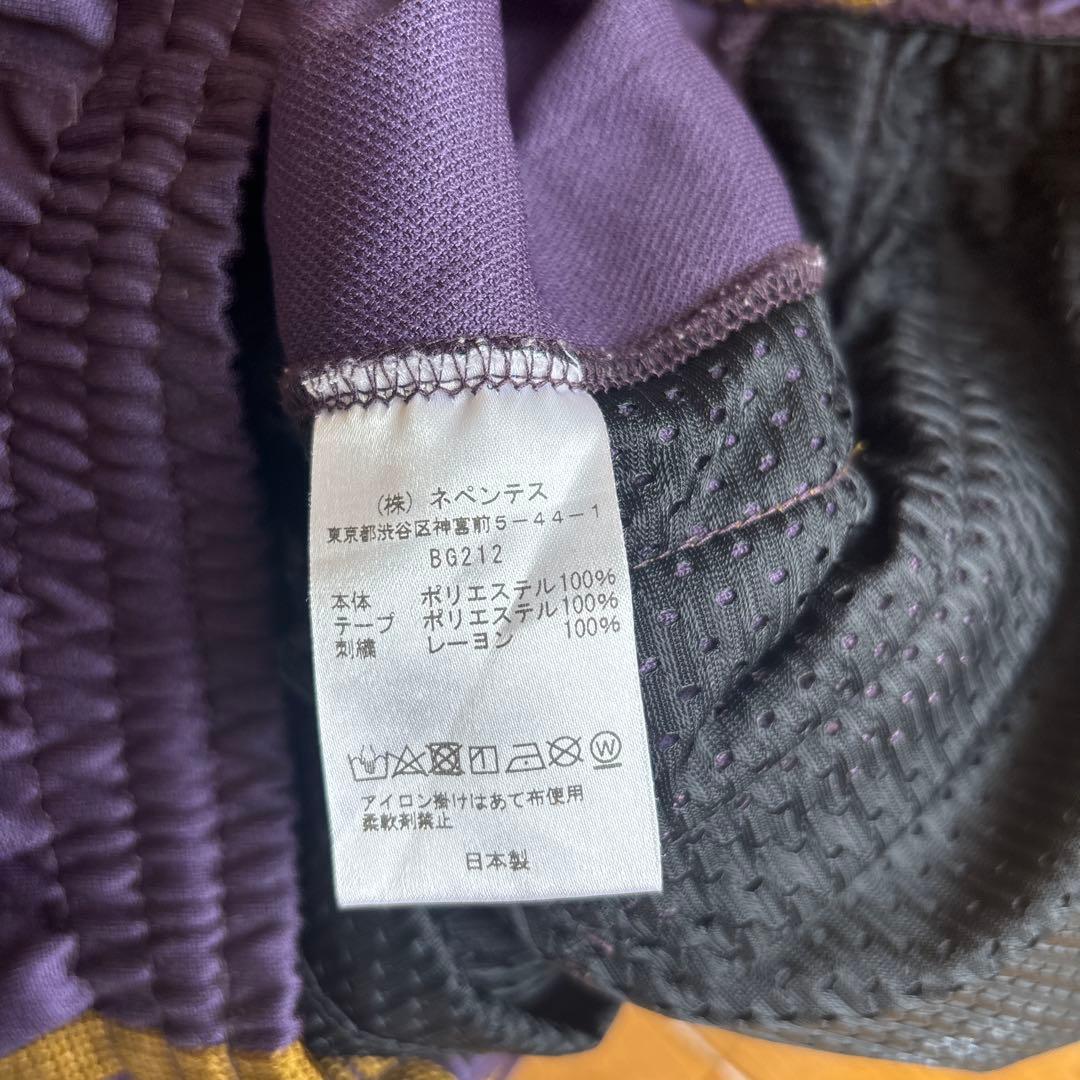 (株) ネペンテス
東京都渋谷区神宮前5-44-1
BG212
本体 ポリエステル100%
テープ ポリエステル100%
刺繍 レーヨン 100%
W
アイロン掛けはあて布使用
柔軟剤禁止
日本製